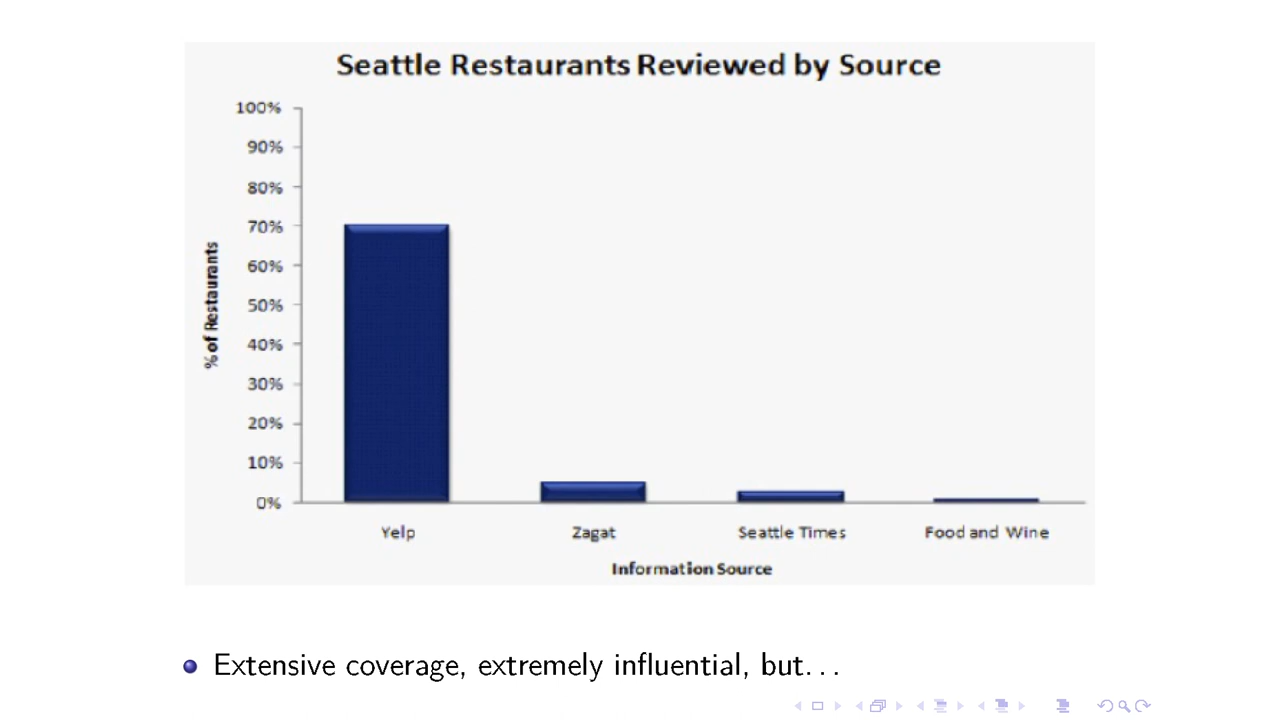 Seattle Restaurants Reviewed by Source
100%
90%
80%
70%
60%
50%
40%
30%
20%
10%
0%
% of Restaurants
Yelp Zagat Seattle Times Food and Wine
Information Source
Extensive coverage, extremely influential, but...